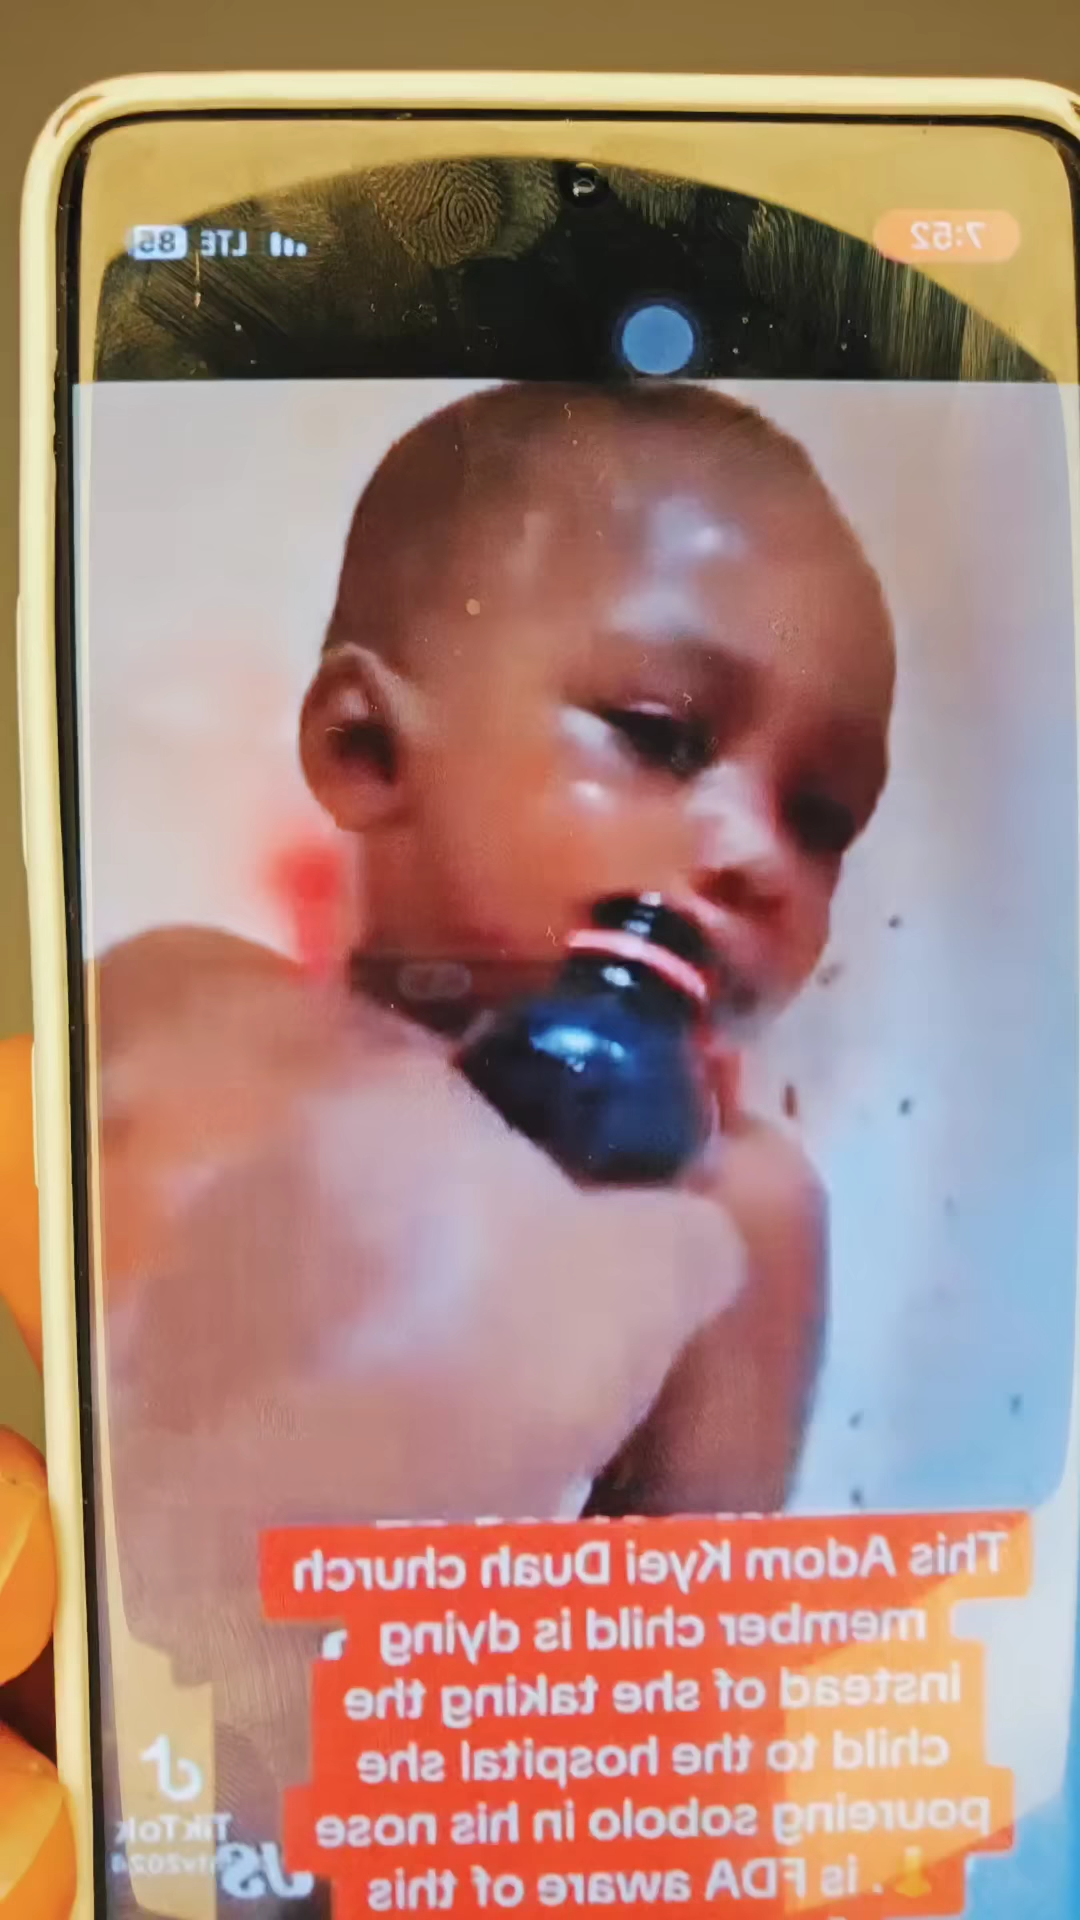 7:52
LTE 86
This Adom Kyei Duah church
member child is dying
instead of she taking the
child to the hospital she
poureing sobolo in his nose
. is FDA aware of this
TikTok